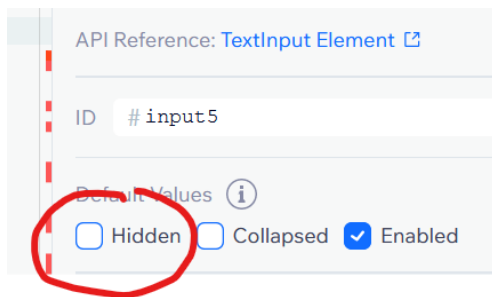 API Reference: TextInput Element
ID # input5
Default Values i
Hidden Collapsed Enabled